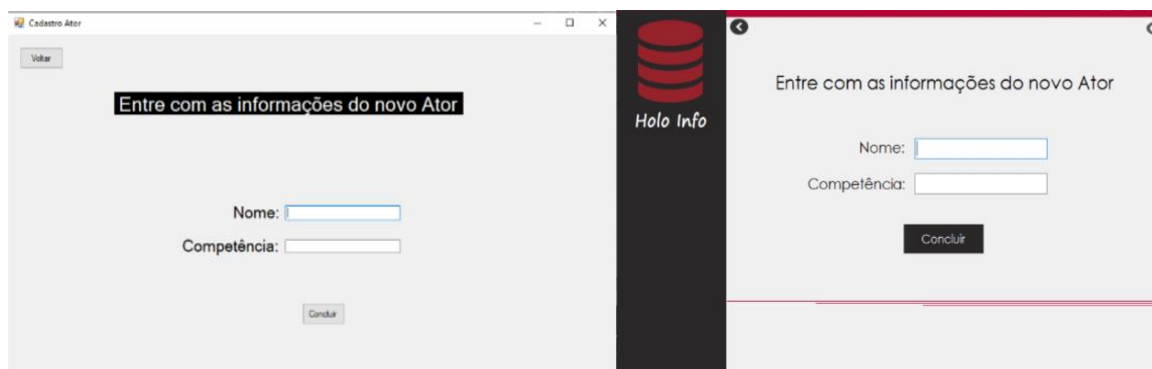 Cadastro Ator
Voltar
Entre com as informações do novo Ator
Nome:
Competência:
Concluir
Holo Info
Entre com as informações do novo Ator
Nome:
Competência:
Concluir